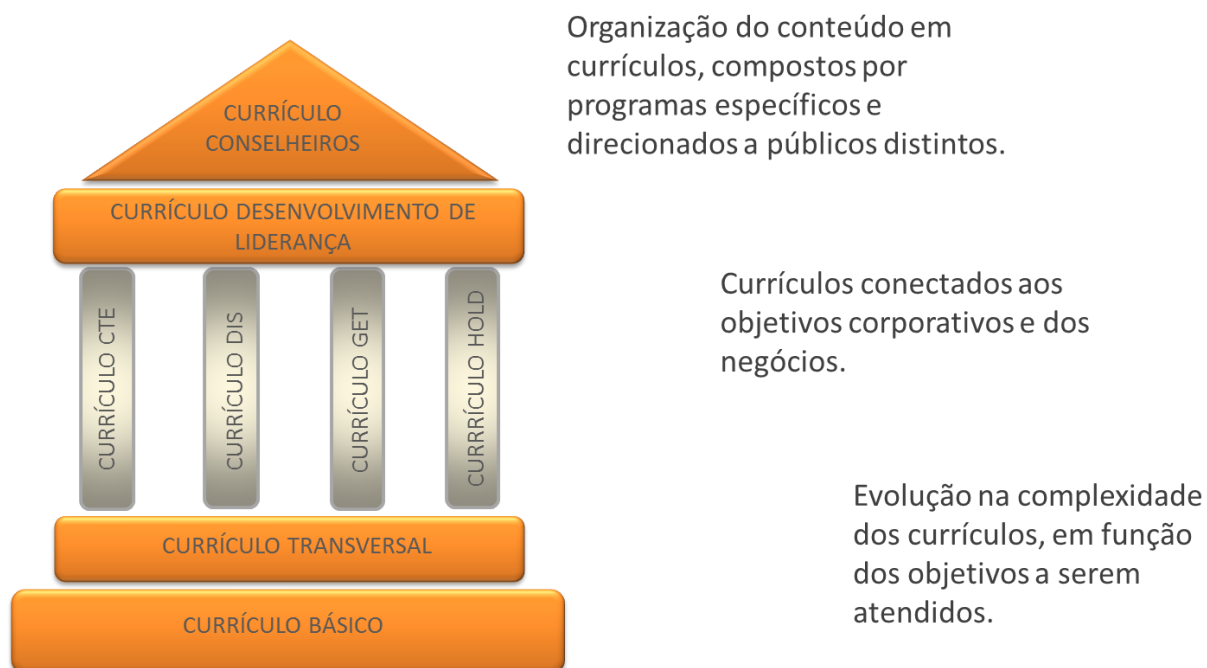 Organização do conteúdo em
currículos, compostos por
programas específicos e
direcionados a públicos distintos.
CURRÍCULO
CONSELHEIROS
CURRÍCULO DESENVOLVIMENTO DE
LIDERANÇA
CURRÍCULO CTE
CURRÍCULO DIS
CURRÍCULO GET
CURRRÍCULO HOLD
Currículos conectados aos
objetivos corporativos e dos
negócios.
Evolução na complexidade
dos currículos, em função
dos objetivos a serem
atendidos.
CURRÍCULO TRANSVERSAL
CURRÍCULO BÁSICO